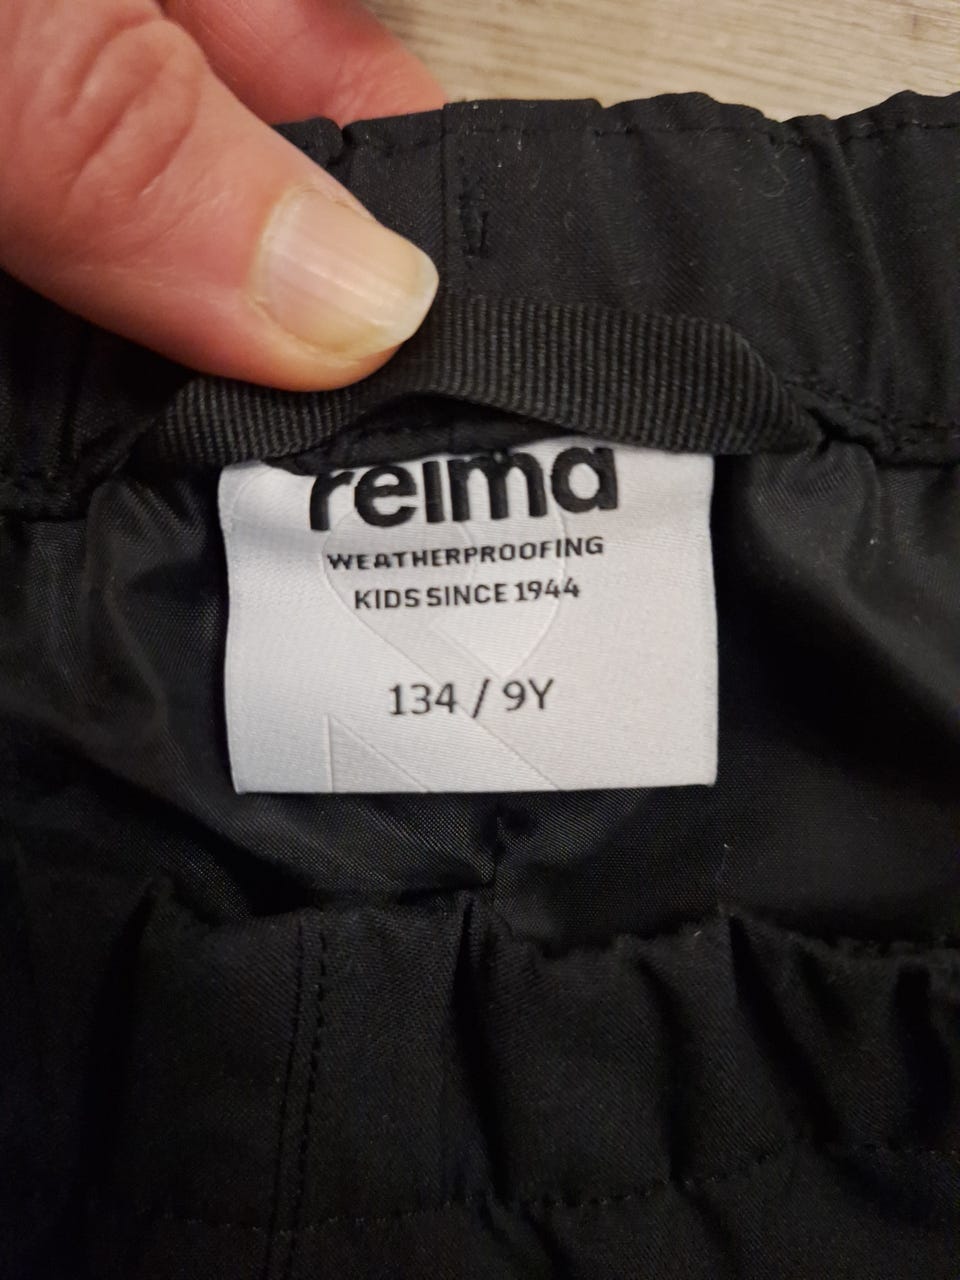 reima
WEATHERPROOFING
KIDS SINCE 1944
134 / 9Y